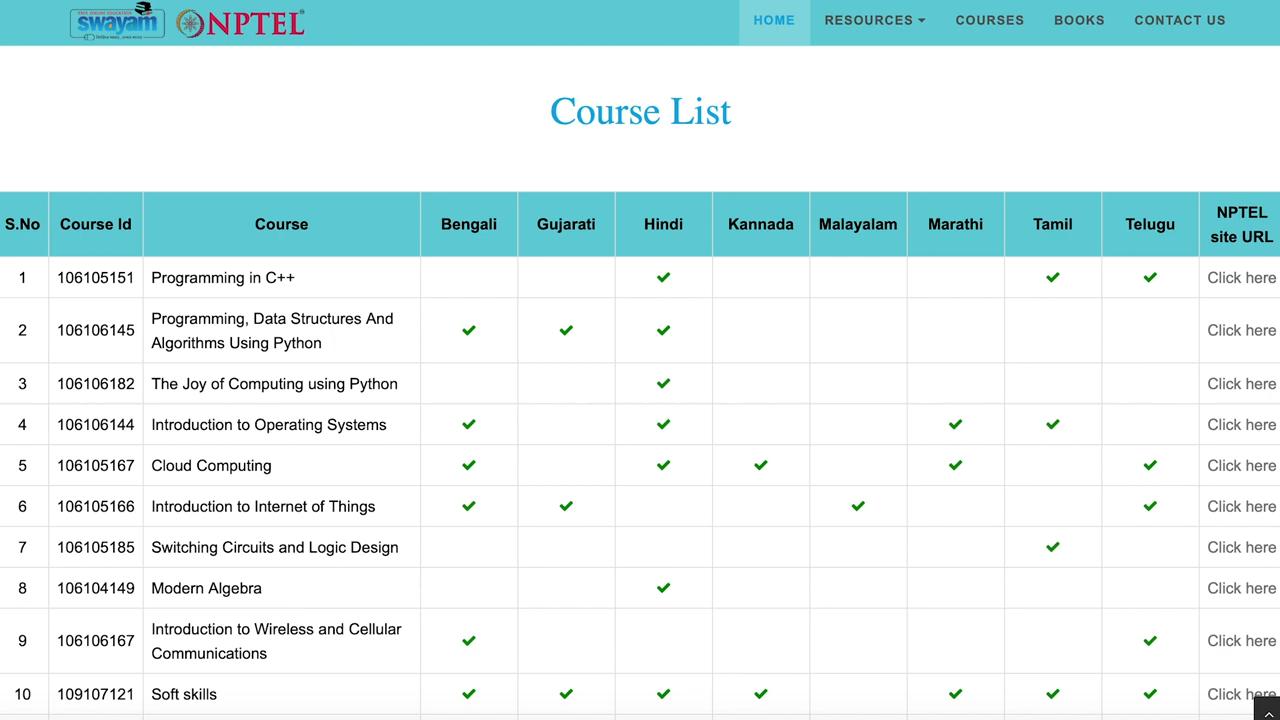 FREE ONLINE EDUCATION
swayam
NPTEL
HOME RESOURCES COURSES BOOKS CONTACT US
Course List
S.No Course Id Course Bengali Gujarati Hindi Kannada Malayalam Marathi Tamil Telugu NPTEL site URL
1 106105151 Programming in C++ ✔ ✔ ✔ Click here
2 106106145 Programming, Data Structures And Algorithms Using Python ✔ ✔ ✔ Click here
3 106106182 The Joy of Computing using Python ✔ Click here
4 106106144 Introduction to Operating Systems ✔ ✔ ✔ ✔ Click here
5 106105167 Cloud Computing ✔ ✔ ✔ ✔ ✔ Click here
6 106105166 Introduction to Internet of Things ✔ ✔ ✔ ✔ Click here
7 106105185 Switching Circuits and Logic Design ✔ Click here
8 106104149 Modern Algebra ✔ Click here
9 106106167 Introduction to Wireless and Cellular Communications ✔ ✔ Click here
10 109107121 Soft skills ✔ ✔ ✔ ✔ ✔ ✔ ✔ Click here